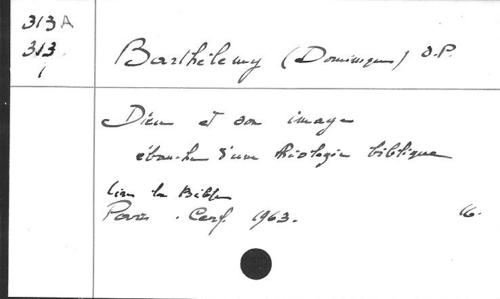 313A
313
1
Barthélemy (Dominique) O.P.
Dieu et son image
ébauche d'une théologie biblique
lire la Bible
Paris. Cerf. 1963. 16.